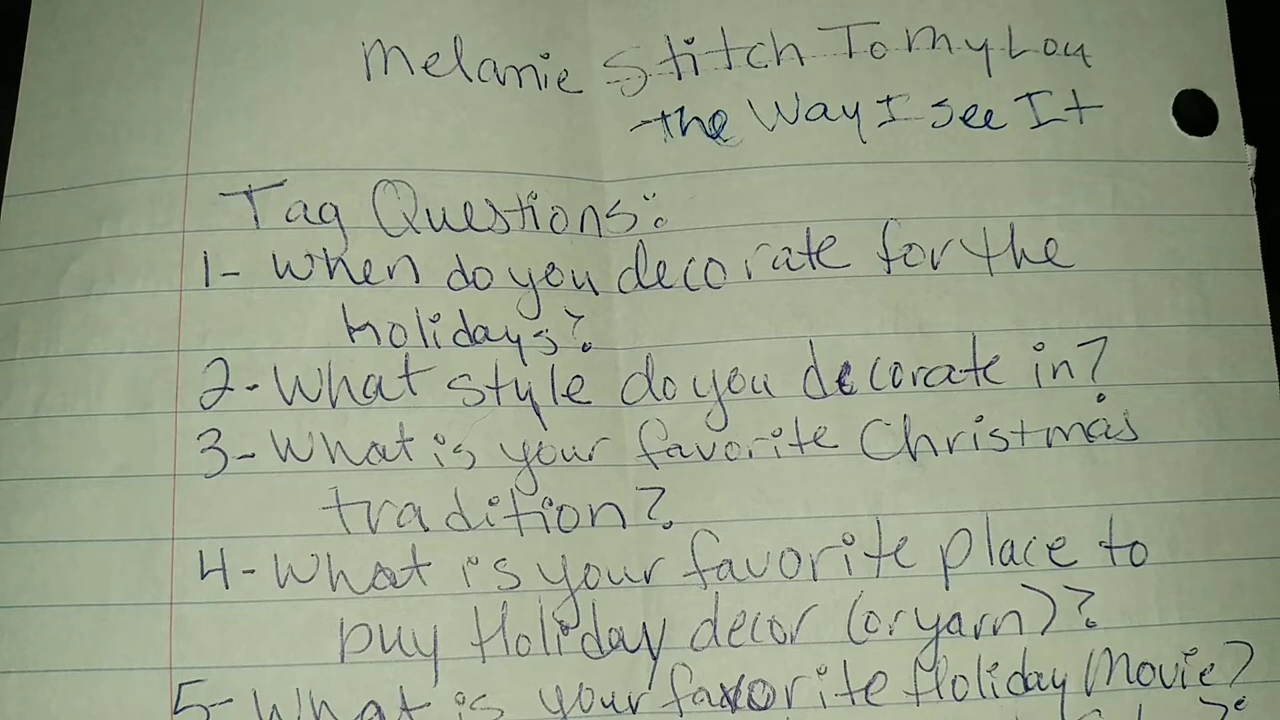 Melanie Stitch To My Lou
the Way I see It
Tag Questions:
1- When do you decorate for the
holidays?
2- What style do you decorate in?
3- What is your favorite Christmas
tradition?
4- What is your favorite place to
buy Holiday decor (or yarn)?
5- What is your favorite Holiday Movie?